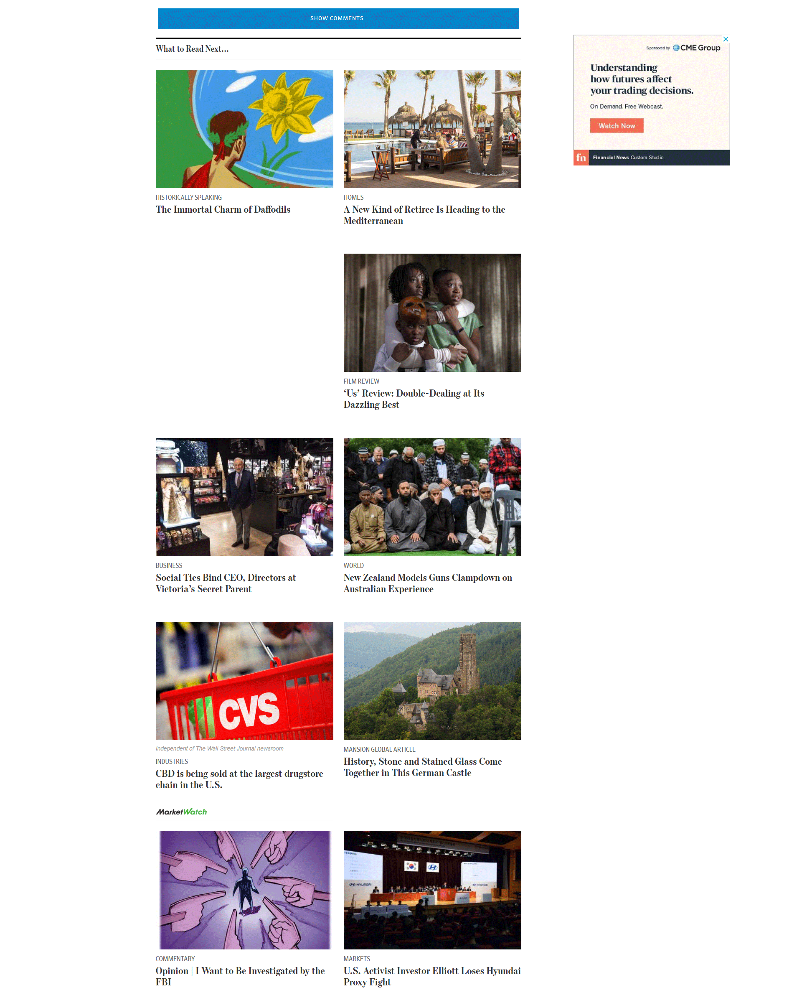 SHOW COMMENTS
What to Read Next...
Sponsored by CME Group
Understanding
how futures affect
your trading decisions.
On Demand. Free Webcast.
Watch Now
fn Financial News Custom Studio
HISTORICALLY SPEAKING
The Immortal Charm of Daffodils
HOMES
A New Kind of Retiree Is Heading to the
Mediterranean
FILM REVIEW
‘Us’ Review: Double-Dealing at Its
Dazzling Best
BUSINESS
Social Ties Bind CEO, Directors at
Victoria’s Secret Parent
WORLD
New Zealand Models Guns Clampdown on
Australian Experience
CVS
Independent of The Wall Street Journal newsroom
INDUSTRIES
CBD is being sold at the largest drugstore
chain in the U.S.
MarketWatch
MANSION GLOBAL ARTICLE
History, Stone and Stained Glass Come
Together in This German Castle
COMMENTARY
Opinion | I Want to Be Investigated by the
FBI
HYUNDAI
HYUNDAI
MARKETS
U.S. Activist Investor Elliott Loses Hyundai
Proxy Fight